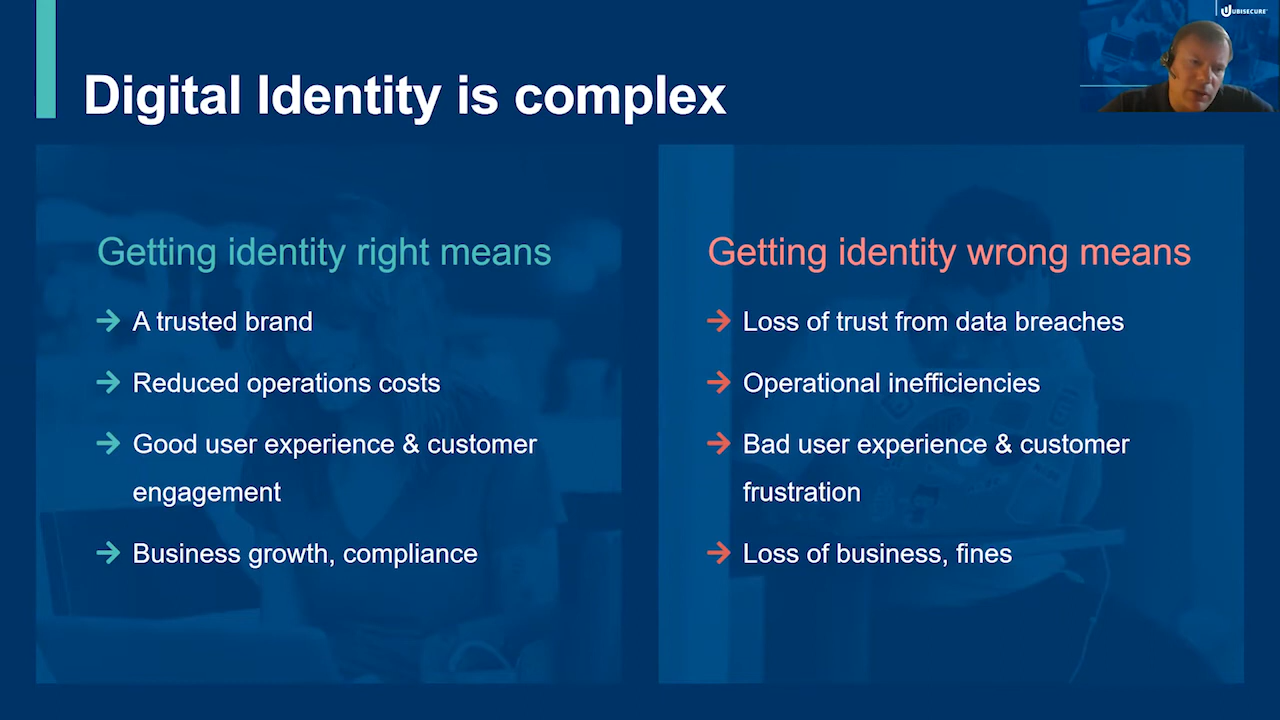 UBISECURE
Digital Identity is complex
Getting identity right means
A trusted brand
Reduced operations costs
Good user experience & customer
engagement
Business growth, compliance
Getting identity wrong means
Loss of trust from data breaches
Operational inefficiencies
Bad user experience & customer
frustration
Loss of business, fines